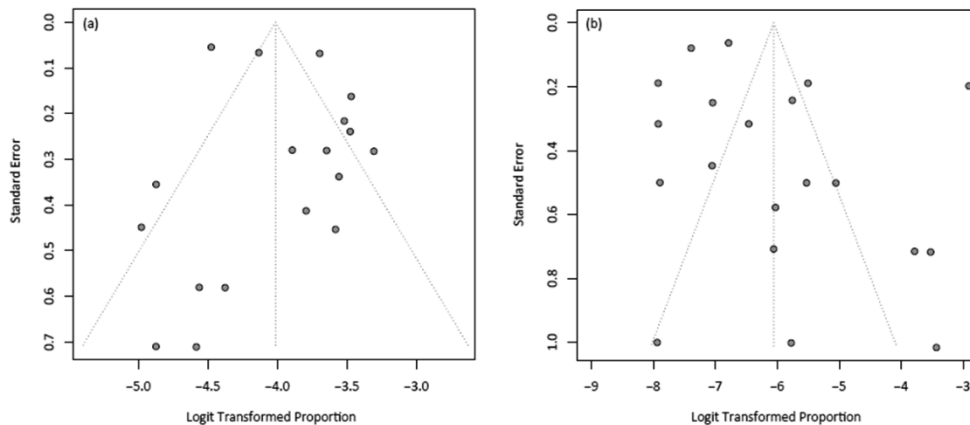 (a)
Standard Error
0.0
0.1
0.2
0.3
0.4
0.5
0.6
0.7
−5.0 −4.5 −4.0 −3.5 −3.0
Logit Transformed Proportion
(b)
Standard Error
0.0
0.2
0.4
0.6
0.8
1.0
−9 −8 −7 −6 −5 −4 −3
Logit Transformed Proportion